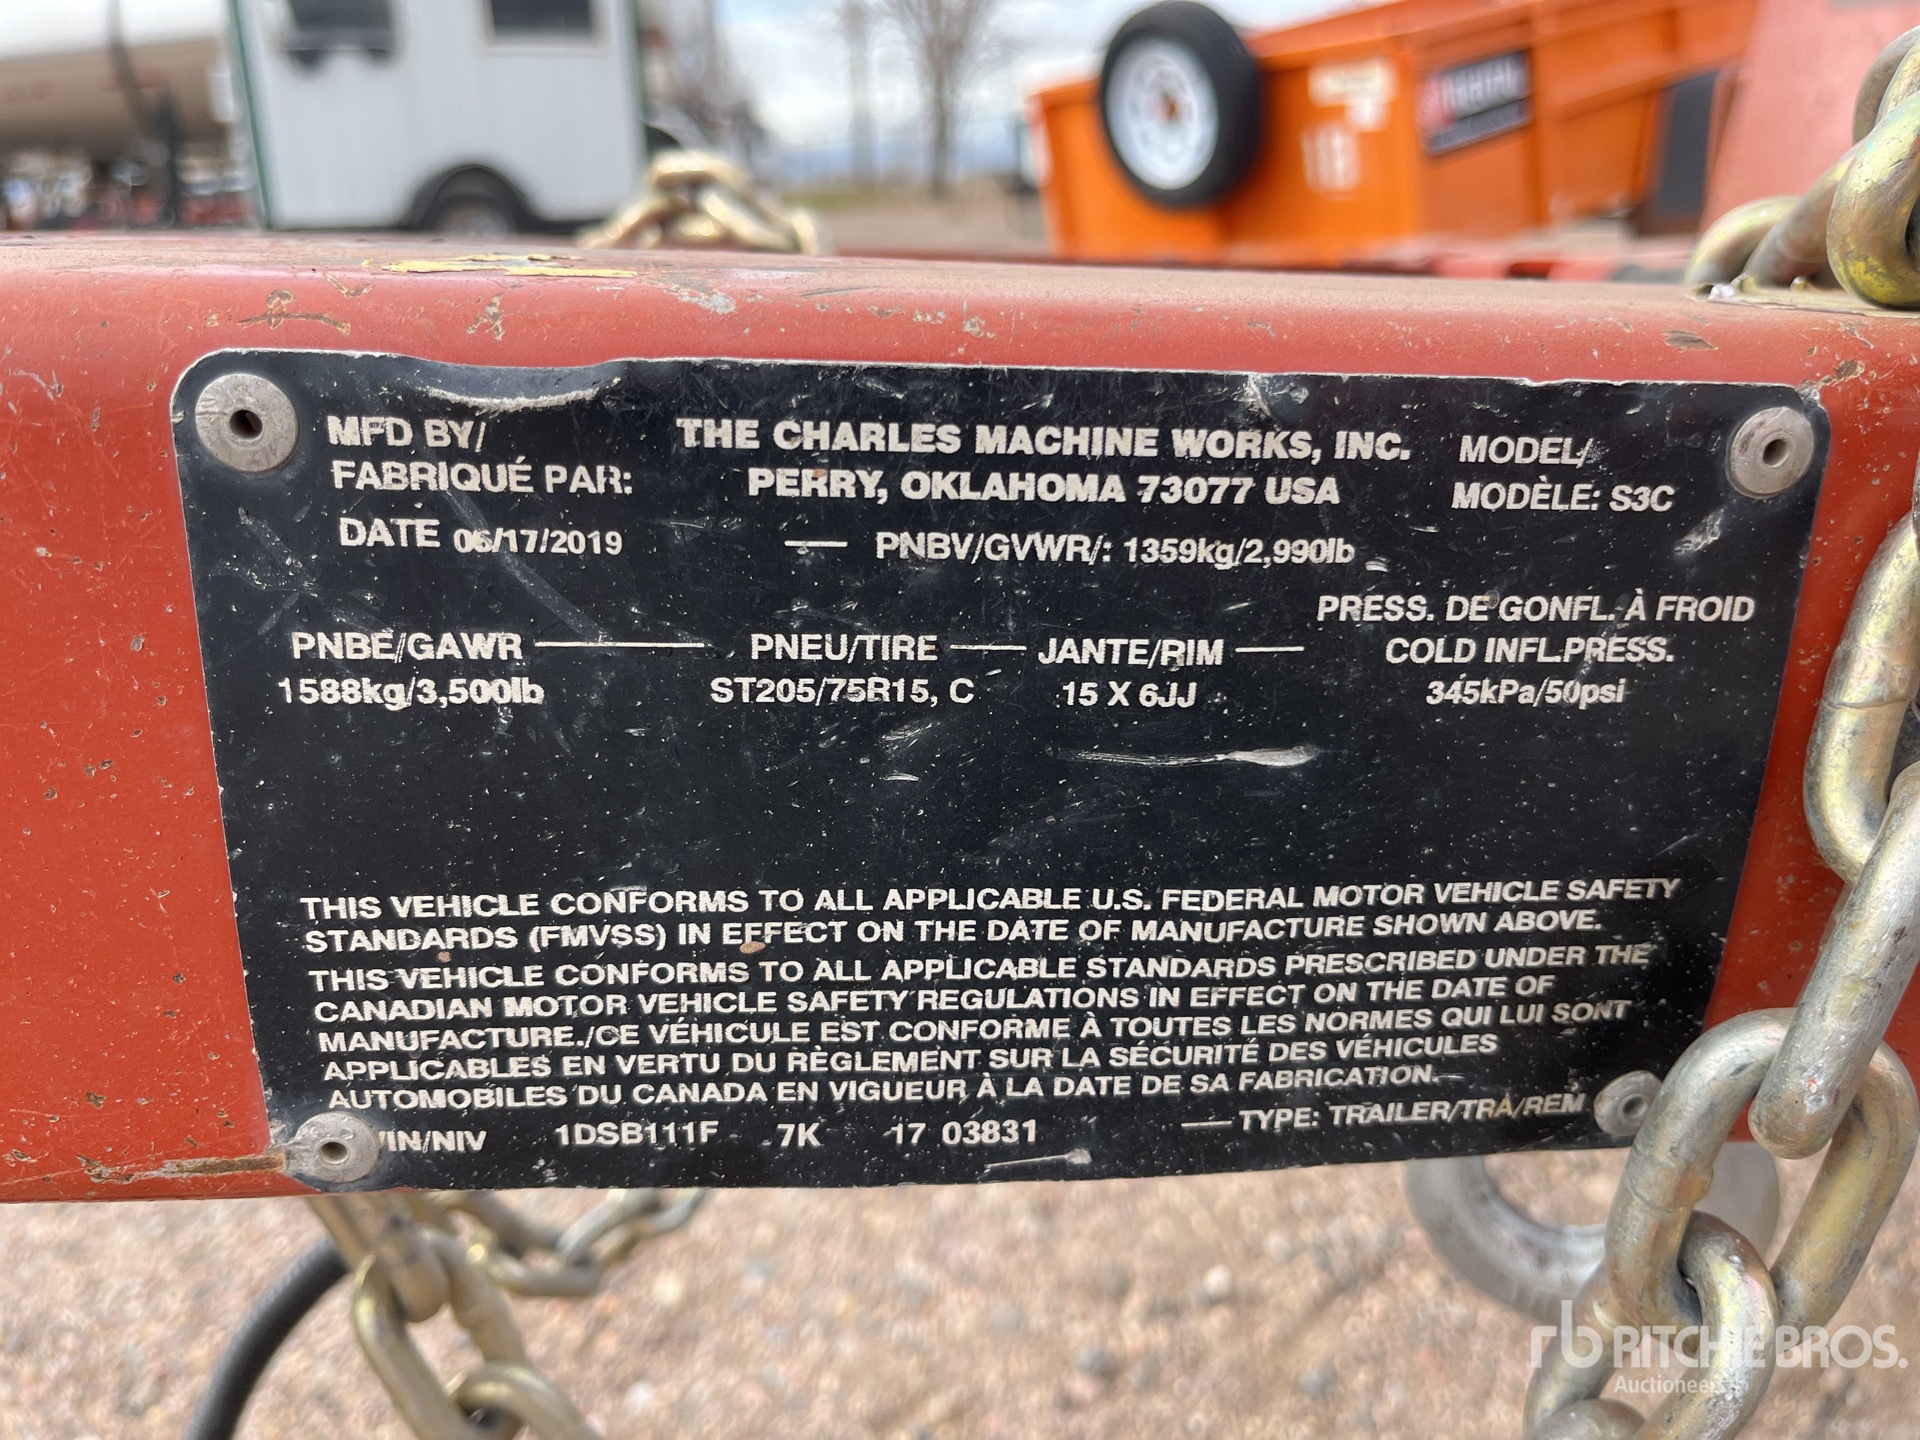 MFD BY/ THE CHARLES MACHINE WORKS, INC. MODEL/
FABRIQUÉ PAR: PERRY, OKLAHOMA 73077 USA MODÈLE: S3C
DATE 06/17/2019 — PNBV/GVWR/: 1359kg/2,990lb
PRESS. DE GONFL. À FROID
PNBE/GAWR — PNEU/TIRE — JANTE/RIM — COLD INFL.PRESS.
1588kg/3,500lb ST205/75R15, C 15 X 6JJ 345kPa/50psi
THIS VEHICLE CONFORMS TO ALL APPLICABLE U.S. FEDERAL MOTOR VEHICLE SAFETY
STANDARDS (FMVSS) IN EFFECT ON THE DATE OF MANUFACTURE SHOWN ABOVE.
THIS VEHICLE CONFORMS TO ALL APPLICABLE STANDARDS PRESCRIBED UNDER THE
CANADIAN MOTOR VEHICLE SAFETY REGULATIONS IN EFFECT ON THE DATE OF
MANUFACTURE./CE VÉHICULE EST CONFORME À TOUTES LES NORMES QUI LUI SONT
APPLICABLES EN VERTU DU RÈGLEMENT SUR LA SÉCURITÉ DES VÉHICULES
AUTOMOBILES DU CANADA EN VIGUEUR À LA DATE DE SA FABRICATION.
VIN/NIV 1DSB111F 7K 17 03831 — TYPE: TRAILER/TRA/REM
18
rb RITCHIE BROS.
Auctioneers